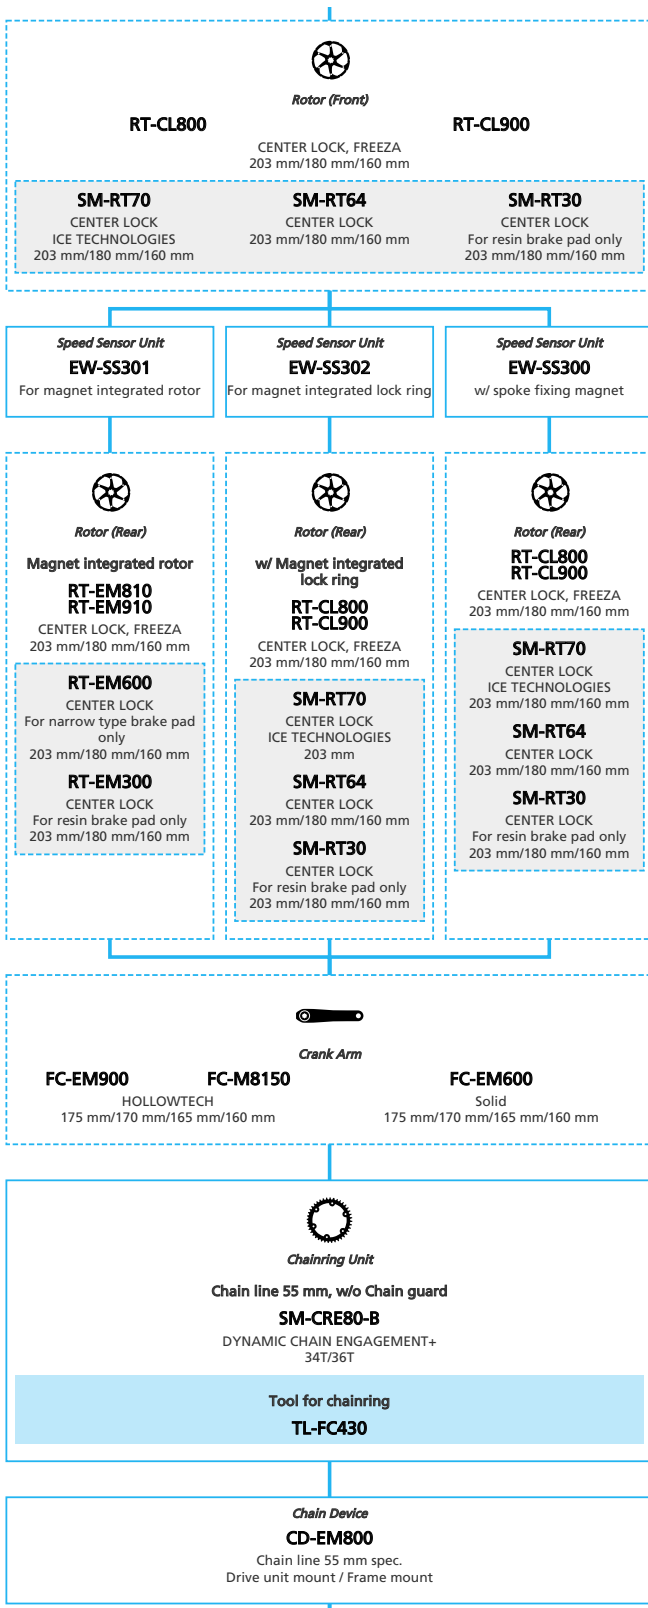 Rotor (Front)
RT-CL800
RT-CL900
CENTER LOCK, FREEZA
203 mm/180 mm/160 mm
SM-RT70
CENTER LOCK
ICE TECHNOLOGIES
203 mm/180 mm/160 mm
SM-RT64
CENTER LOCK
203 mm/180 mm/160 mm
SM-RT30
CENTER LOCK
For resin brake pad only
203 mm/180 mm/160 mm
Speed Sensor Unit
EW-SS301
For magnet integrated rotor
Speed Sensor Unit
EW-SS302
For magnet integrated lock ring
Speed Sensor Unit
EW-SS300
w/ spoke fixing magnet
Rotor (Rear)
Magnet integrated rotor
RT-EM810
RT-EM910
CENTER LOCK, FREEZA
203 mm/180 mm/160 mm
RT-EM600
CENTER LOCK
For narrow type brake pad
only
203 mm/180 mm/160 mm
RT-EM300
CENTER LOCK
For resin brake pad only
203 mm/180 mm/160 mm
Rotor (Rear)
w/ Magnet integrated
lock ring
RT-CL800
RT-CL900
CENTER LOCK, FREEZA
203 mm/180 mm/160 mm
SM-RT70
CENTER LOCK
ICE TECHNOLOGIES
203 mm
SM-RT64
CENTER LOCK
203 mm/180 mm/160 mm
SM-RT30
CENTER LOCK
For resin brake pad only
203 mm/180 mm/160 mm
Rotor (Rear)
RT-CL800
RT-CL900
CENTER LOCK, FREEZA
203 mm/180 mm/160 mm
SM-RT70
CENTER LOCK
ICE TECHNOLOGIES
203 mm/180 mm/160 mm
SM-RT64
CENTER LOCK
203 mm/180 mm/160 mm
SM-RT30
CENTER LOCK
For resin brake pad only
203 mm/180 mm/160 mm
Crank Arm
FC-EM900
FC-M8150
HOLLOWTECH
175 mm/170 mm/165 mm/160 mm
FC-EM600
Solid
175 mm/170 mm/165 mm/160 mm
Chainring Unit
Chain line 55 mm, w/o Chain guard
SM-CRE80-B
DYNAMIC CHAIN ENGAGEMENT+
34T/36T
Tool for chainring
TL-FC430
Chain Device
CD-EM800
Chain line 55 mm spec.
Drive unit mount / Frame mount